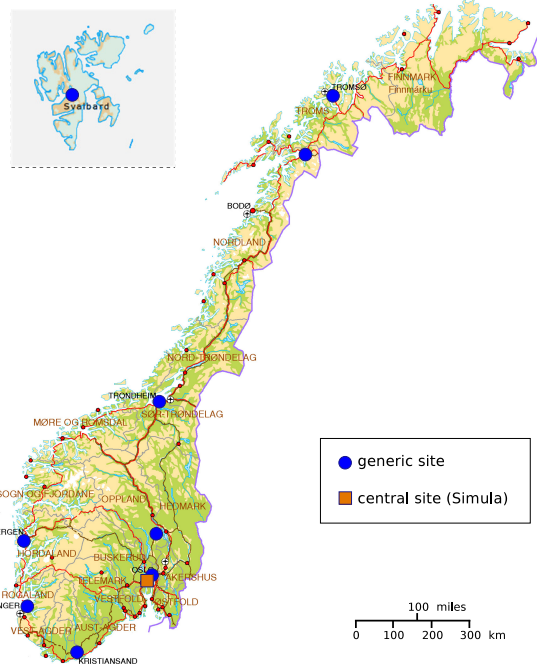 Svalbard
TROMSØ
FINNMARK
Finnmárku
TROMS
BODØ
NORDLAND
NORD-TRØNDELAG
TRONDHEIM
SØR-TRØNDELAG
MØRE OG ROMSDAL
SOGN OG FJORDANE
OPPLAND
HEDMARK
ERGEN
HORDALAND
BUSKERUD
OSLO
AKERSHUS
TELEMARK
ROGALAND
VESTFOLD
ØSTFOLD
NGER
VEST-AGDER
AUST-AGDER
KRISTIANSAND
generic site
central site (Simula)
100 miles
0 100 200 300 km